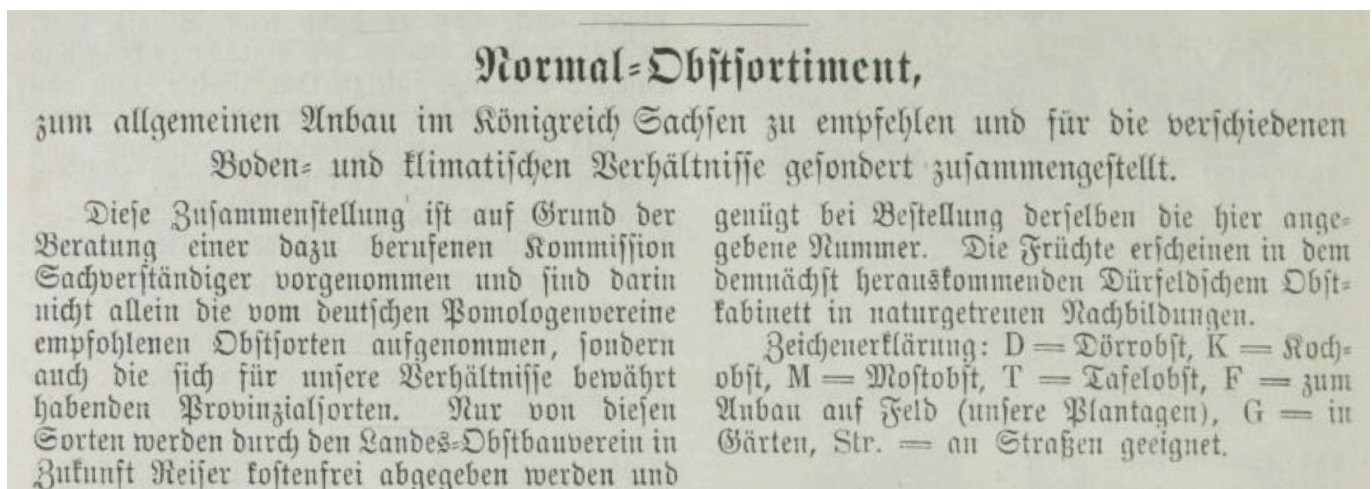 Normal-Obstsortiment,
zum allgemeinen Anbau im Königreich Sachsen zu empfehlen und für die verschiedenen
Boden- und klimatischen Verhältnisse gesondert zusammengestellt.
Diese Zusammenstellung ist auf Grund der
Beratung einer dazu berufenen Kommission
Sachverständiger vorgenommen und sind darin
nicht allein die vom deutschen Pomologenvereine
empfohlenen Obstsorten aufgenommen, sondern
auch die sich für unsere Verhältnisse bewährt
habenden Provinzialsorten. Nur von diesen
Sorten werden durch den Landes-Obstbauverein in
Zukunft Reiser kostenfrei abgegeben werden und
genügt bei Bestellung derselben die hier ange-
gebene Nummer. Die Früchte erscheinen in dem
demnächst herauskommenden Dürfeldschem Obst-
kabinett in naturgetreuen Nachbildungen.
Zeichenerklärung: D = Dörrobst, K = Koch-
obst, M = Mostobst, T = Tafelobst, F = zum
Anbau auf Feld (unsere Plantagen), G = in
Gärten, Str. = an Straßen geeignet.